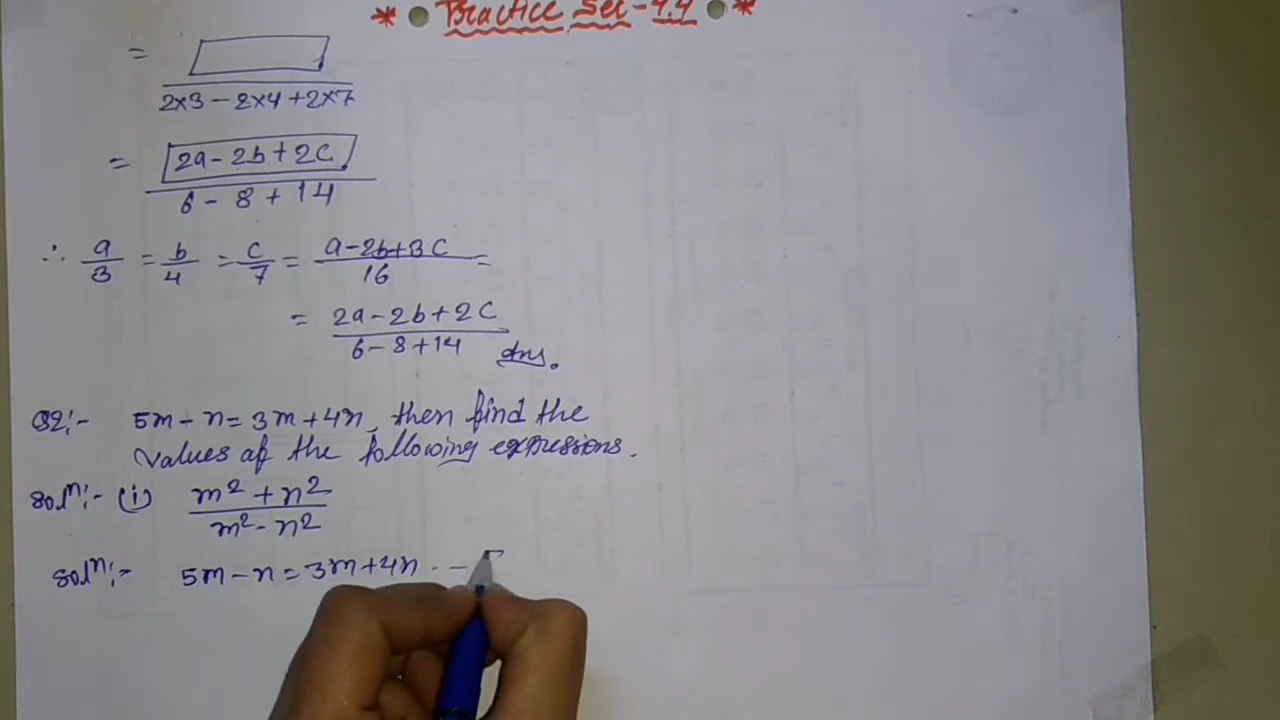 Practice Set - 4.4
=
2×3 - 2×4 + 2×7
= 2a - 2b + 2c
6 - 8 + 14
∴ a/3 = b/4 = c/7 = a-2b+3c/16 =
= 2a-2b+2c/6-8+14 Ans.
Q2:- 5m - n = 3m + 4n, then find the
values of the following expressions.
Solⁿ:- (i) m² + n²/m² - n²
Solⁿ:- 5m - n = 3m + 4n